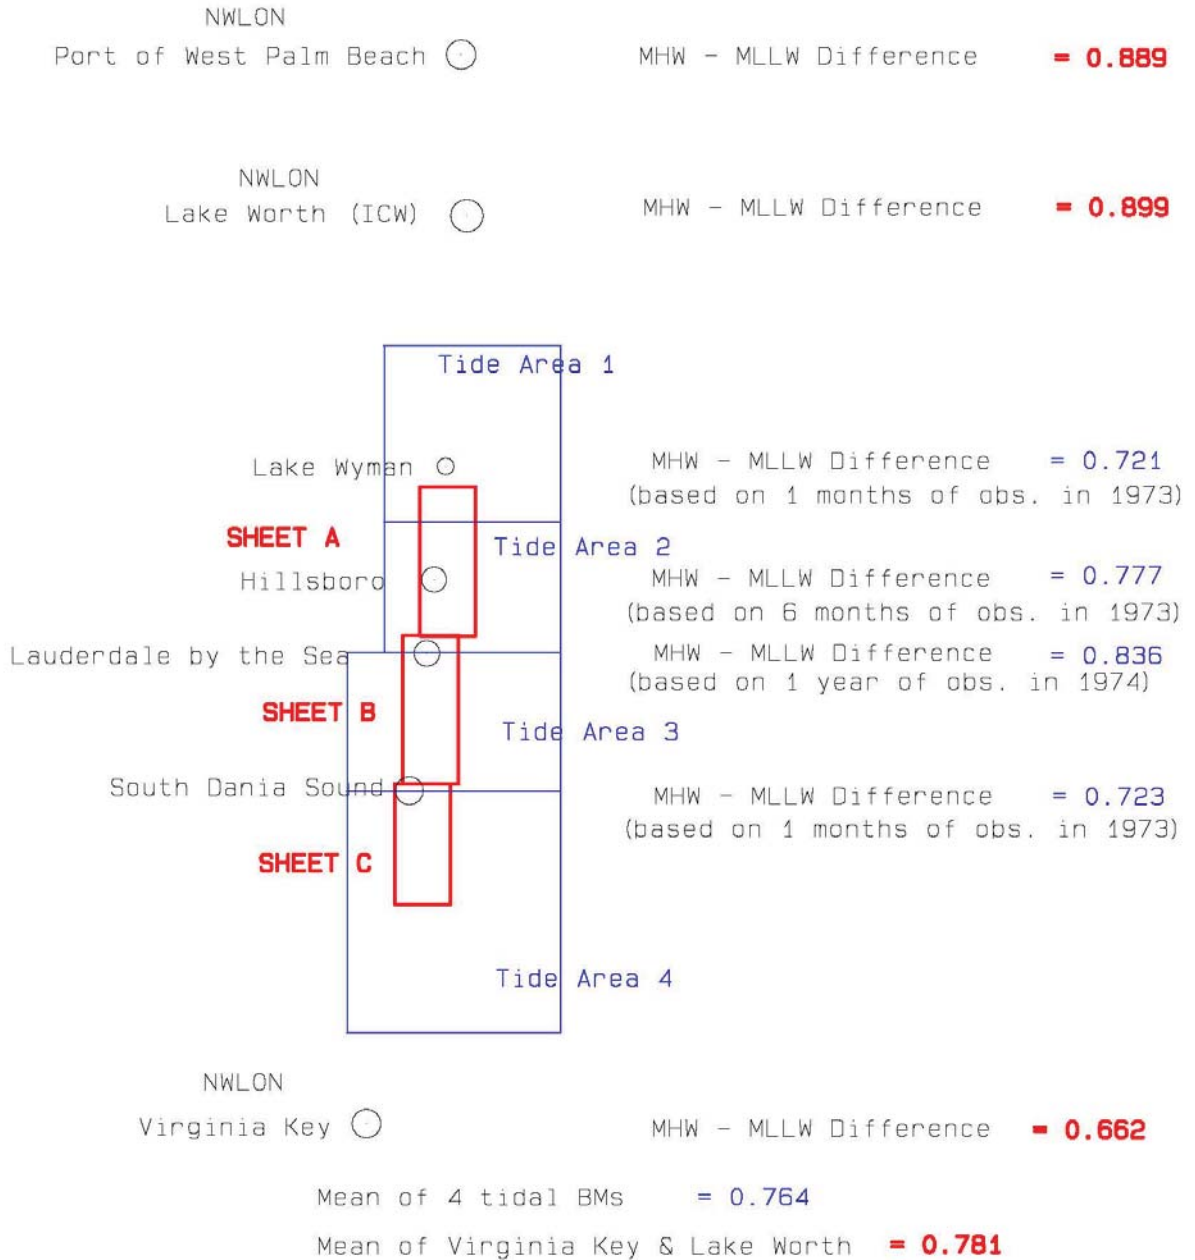 NWLON
Port of West Palm Beach MHW - MLLW Difference = 0.889
NWLON
Lake Worth (ICW) MHW - MLLW Difference = 0.899
Tide Area 1
Lake Wyman MHW - MLLW Difference = 0.721
(based on 1 months of obs. in 1973)
SHEET A
Tide Area 2
Hillsboro MHW - MLLW Difference = 0.777
(based on 6 months of obs. in 1973)
Lauderdale by the Sea MHW - MLLW Difference = 0.836
(based on 1 year of obs. in 1974)
SHEET B
Tide Area 3
South Dania Sound MHW - MLLW Difference = 0.723
(based on 1 months of obs. in 1973)
SHEET C
Tide Area 4
NWLON
Virginia Key MHW - MLLW Difference = 0.662
Mean of 4 tidal BMs = 0.764
Mean of Virginia Key & Lake Worth = 0.781